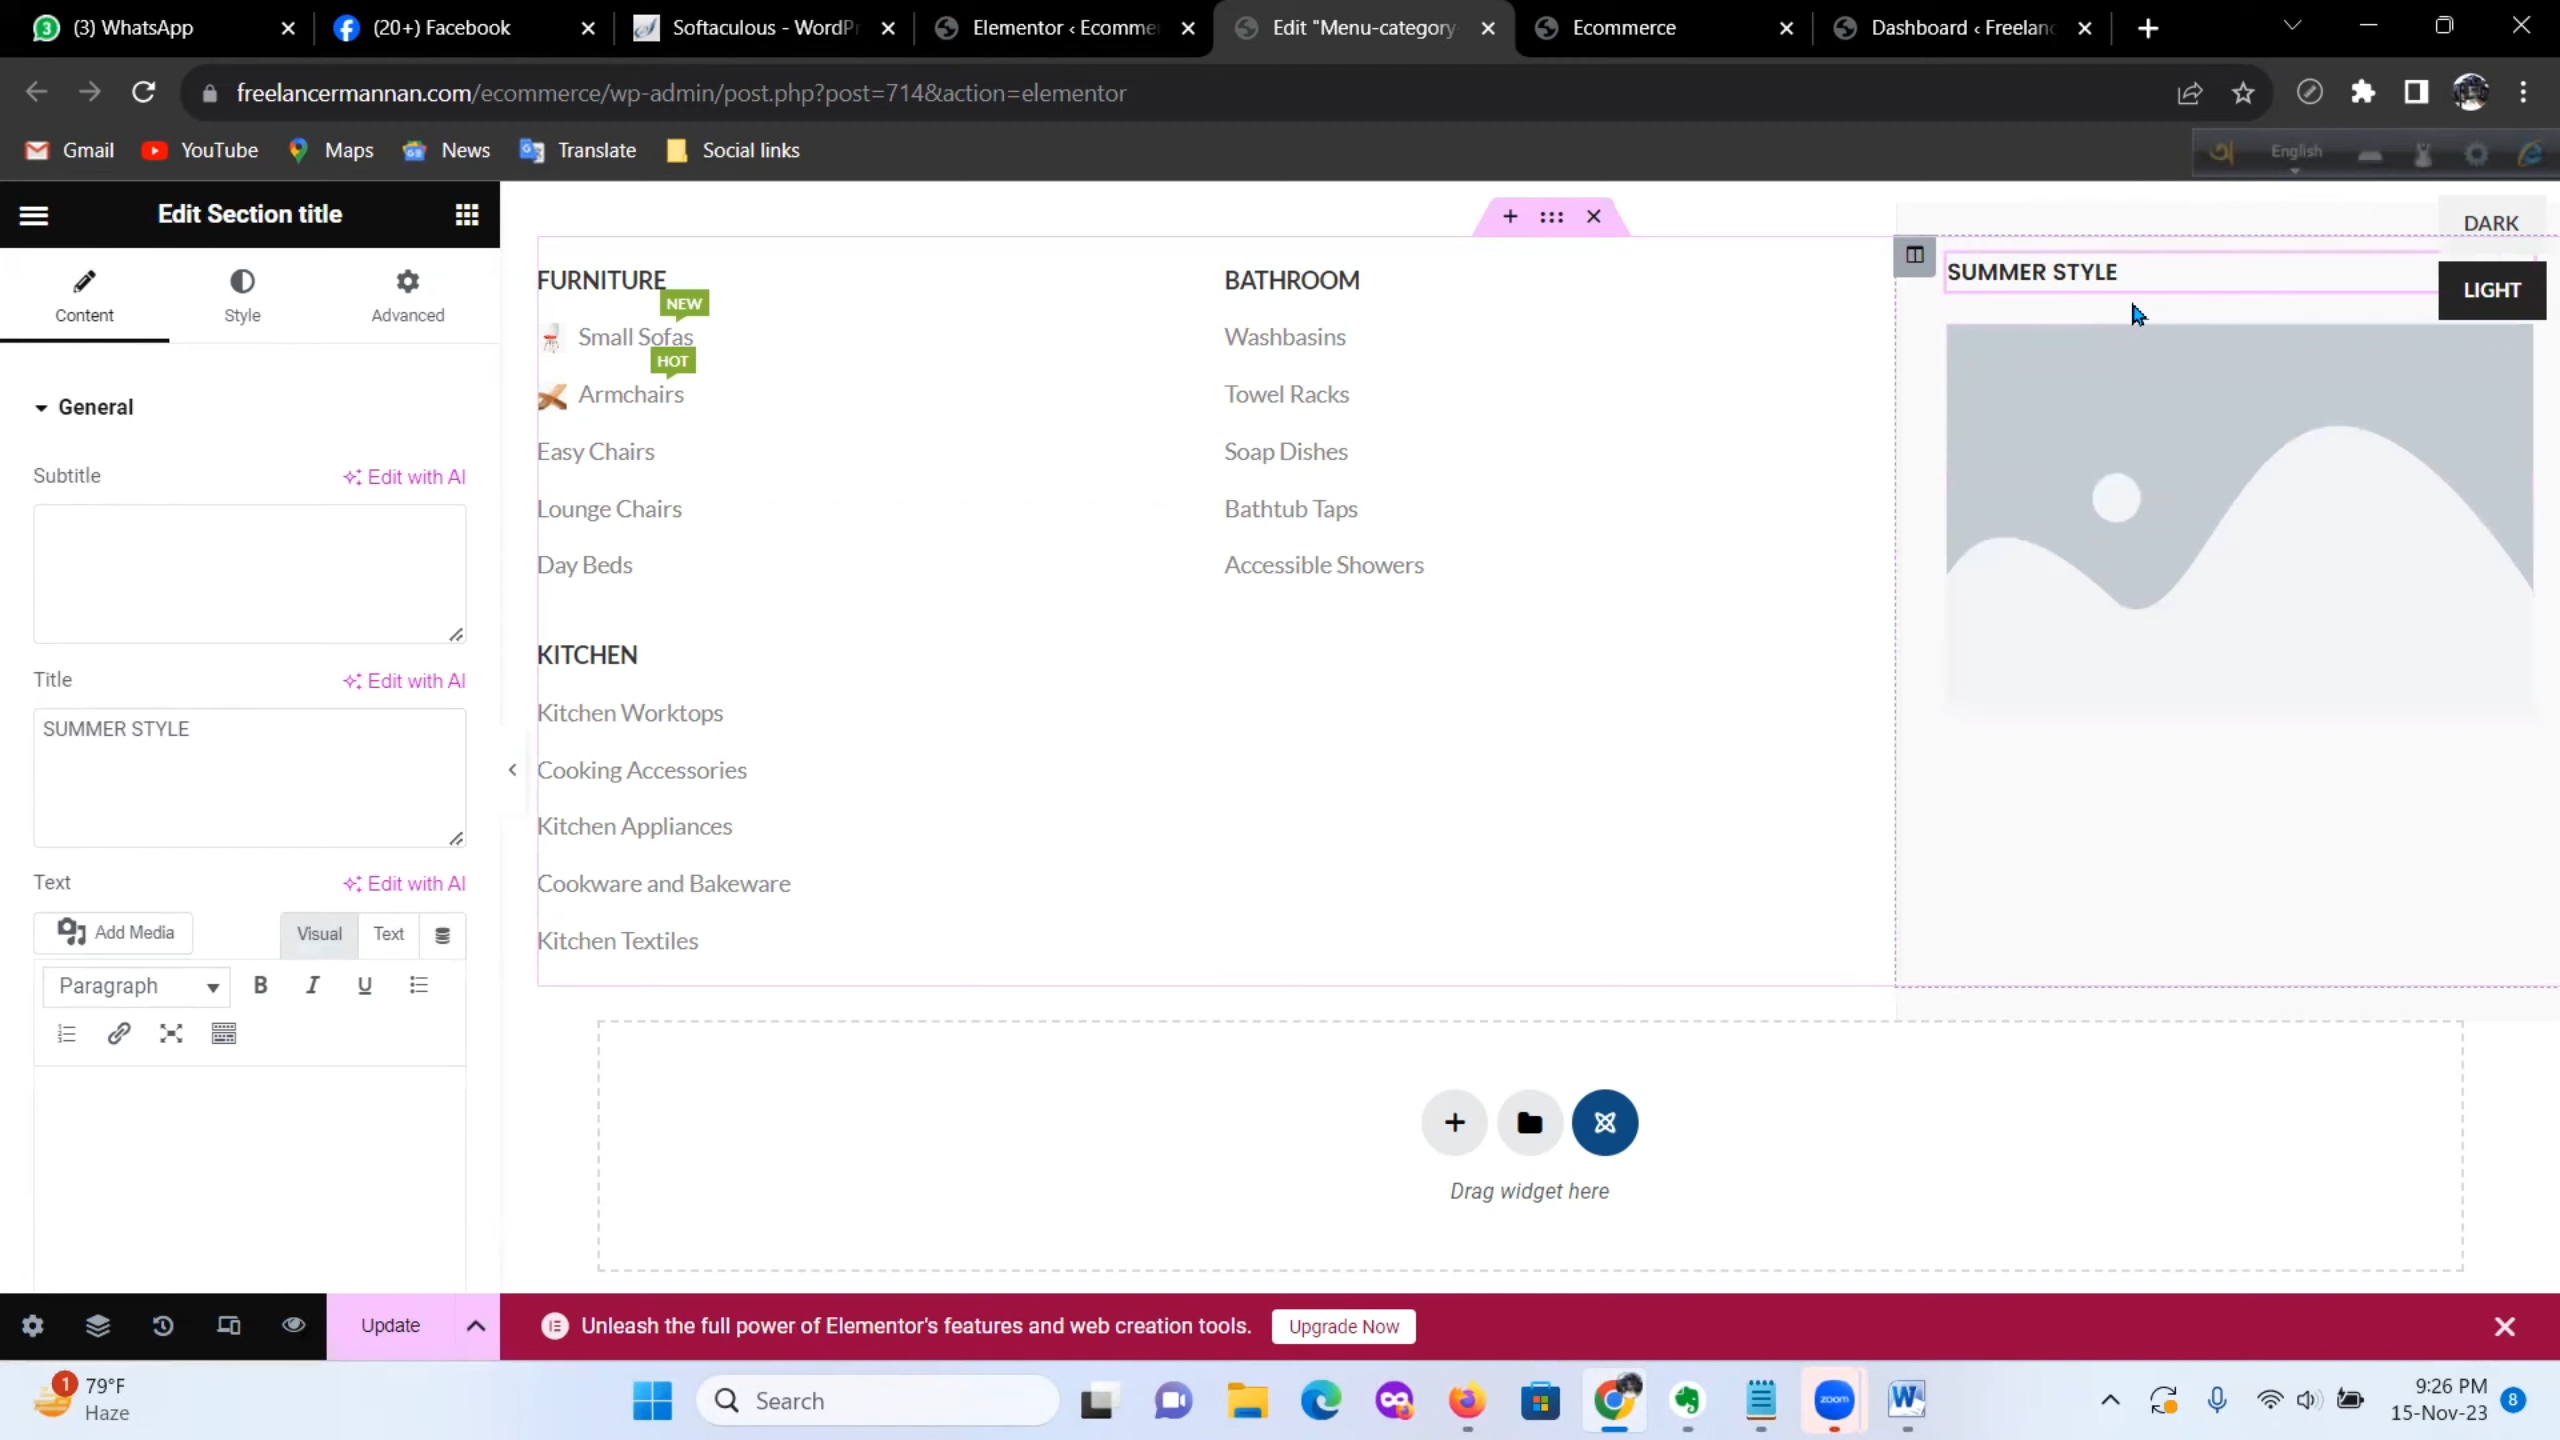 (3) WhatsApp
(20+) Facebook
Softaculous - WordPr
Elementor ‹ Ecomme
Edit "Menu-category
Ecommerce
Dashboard ‹ Freelanc
freelancermannan.com/ecommerce/wp-admin/post.php?post=714&action=elementor
Gmail
YouTube
Maps
News
Translate
Social links
English
Edit Section title
Content
Style
Advanced
General
Subtitle
Edit with AI
Title
Edit with AI
SUMMER STYLE
Text
Edit with AI
Add Media
Visual
Text
Paragraph
B
I
U
Update
FURNITURE
NEW
Small Sofas
HOT
Armchairs
Easy Chairs
Lounge Chairs
Day Beds
KITCHEN
Kitchen Worktops
Cooking Accessories
Kitchen Appliances
Cookware and Bakeware
Kitchen Textiles
BATHROOM
Washbasins
Towel Racks
Soap Dishes
Bathtub Taps
Accessible Showers
SUMMER STYLE
DARK
LIGHT
Drag widget here
Unleash the full power of Elementor's features and web creation tools.
Upgrade Now
1
79°F
Haze
Search
zoom
9:26 PM
15-Nov-23
8